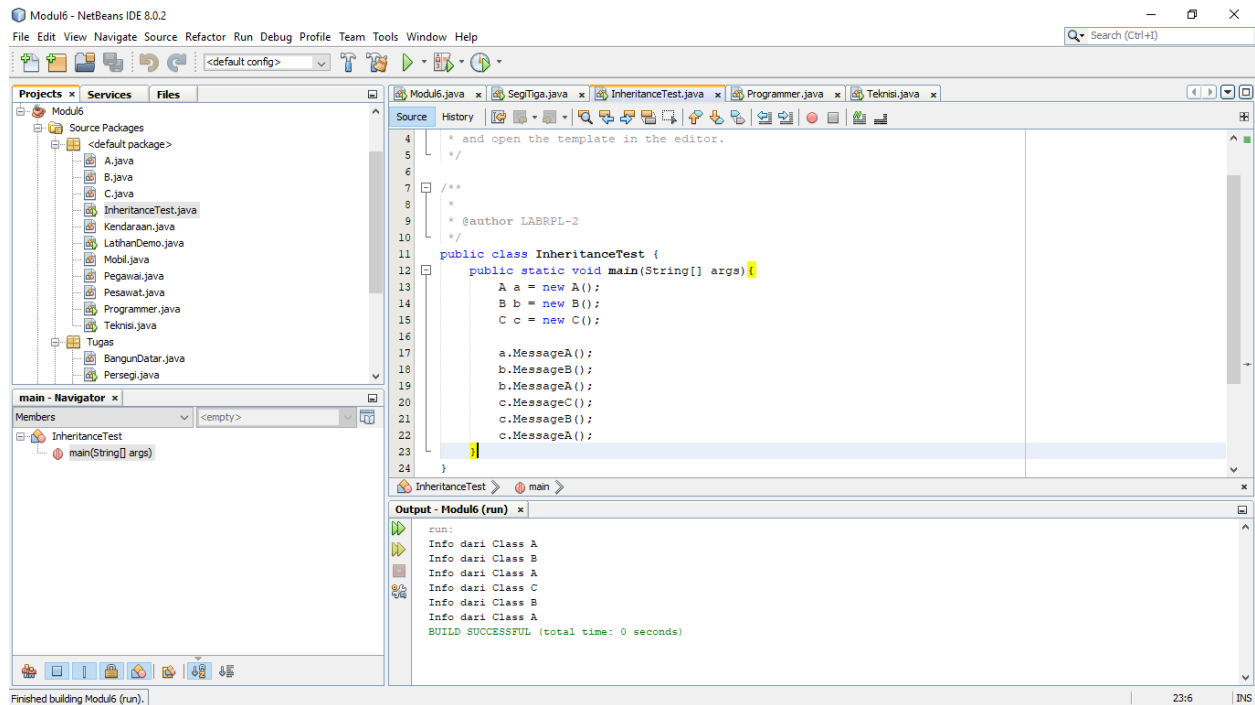 Modul6 - NetBeans IDE 8.0.2
File Edit View Navigate Source Refactor Run Debug Profile Team Tools Window Help
Search (Ctrl+I)
<default config>
Projects Services Files
Modul6
Source Packages
<default package>
A.java
B.java
C.java
InheritanceTest.java
Kendaraan.java
LatihanDemo.java
Mobil.java
Pegawai.java
Pesawat.java
Programmer.java
Teknisi.java
Tugas
BangunDatar.java
Persegi.java
main - Navigator
Members <empty>
InheritanceTest
main(String[] args)
Modul6.java SegiTiga.java InheritanceTest.java Programmer.java Teknisi.java
Source History
4 * and open the template in the editor.
5 */
6
7 /**
8 *
9 * @author LABRPL-2
10 */
11 public class InheritanceTest {
12 public static void main(String[] args){
13 A a = new A();
14 B b = new B();
15 C c = new C();
16
17 a.MessageA();
18 b.MessageB();
19 b.MessageA();
20 c.MessageC();
21 c.MessageB();
22 c.MessageA();
23 }
24 }
InheritanceTest main
Output - Modul6 (run)
run:
Info dari Class A
Info dari Class B
Info dari Class A
Info dari Class C
Info dari Class B
Info dari Class A
BUILD SUCCESSFUL (total time: 0 seconds)
Finished building Modul6 (run).
23:6 INS